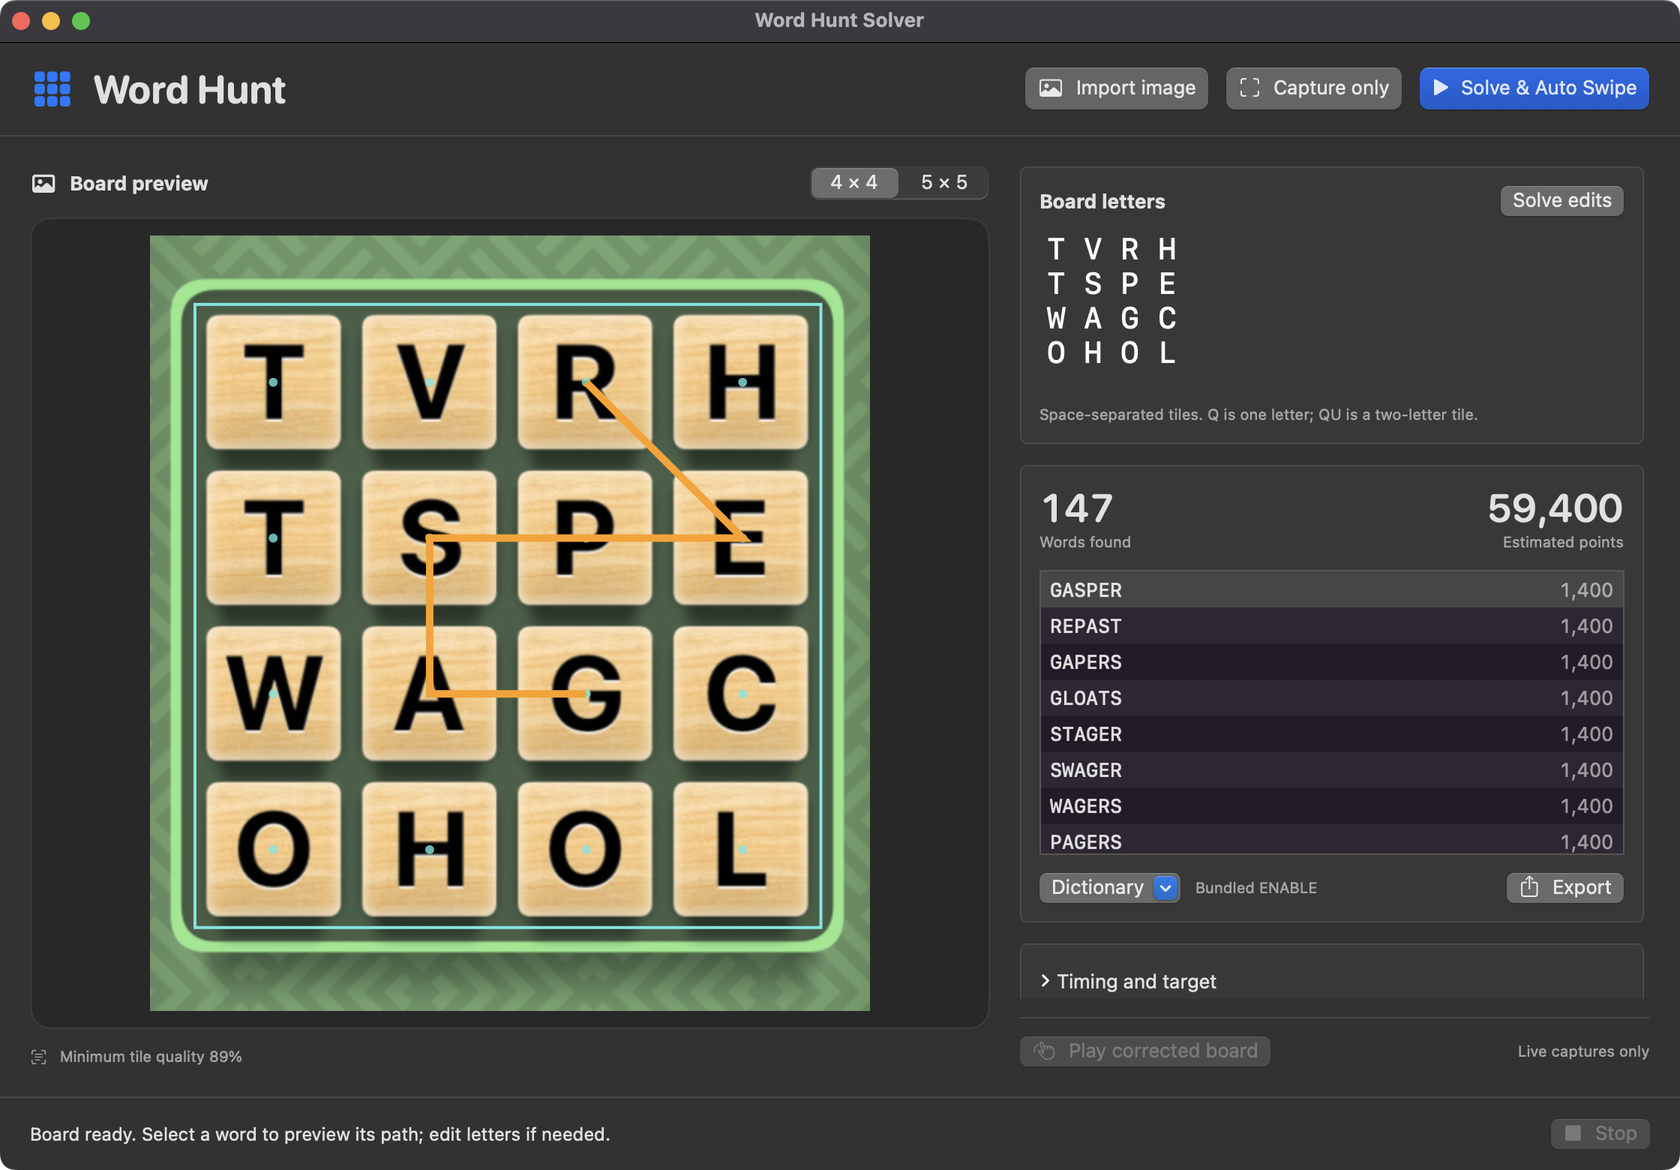 Word Hunt Solver
Word Hunt
Import image
Capture only
Solve & Auto Swipe
Board preview
4 × 4
5 × 5
T V R H
T S P E
W A G C
O H O L
Minimum tile quality 89%
Board letters
Solve edits
T V R H
T S P E
W A G C
O H O L
Space-separated tiles. Q is one letter; QU is a two-letter tile.
147
59,400
Words found
Estimated points
GASPER 1,400
REPAST 1,400
GAPERS 1,400
GLOATS 1,400
STAGER 1,400
SWAGER 1,400
WAGERS 1,400
PAGERS 1,400
Dictionary
Bundled ENABLE
Export
Timing and target
Play corrected board
Live captures only
Board ready. Select a word to preview its path; edit letters if needed.
Stop